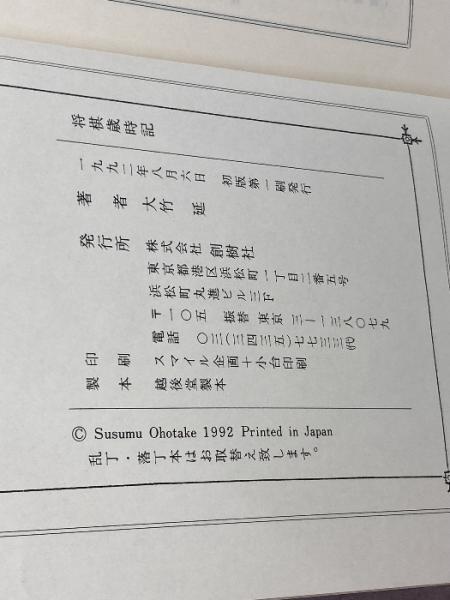 将棋歳時記
一九九二年八月六日　初版第一刷発行
著者　大竹延
発行所　株式会社創樹社
東京都港区浜松町一丁目二番五号
浜松町丸進ビル三F
〒一〇五　振替　東京　三―一三八〇七九
電話　〇三(三四三五)七七三三㈹
印刷　スマイル企画＋小台印刷
製本　越後堂製本
© Susumu Ohotake 1992 Printed in Japan
乱丁・落丁本はお取替え致します。